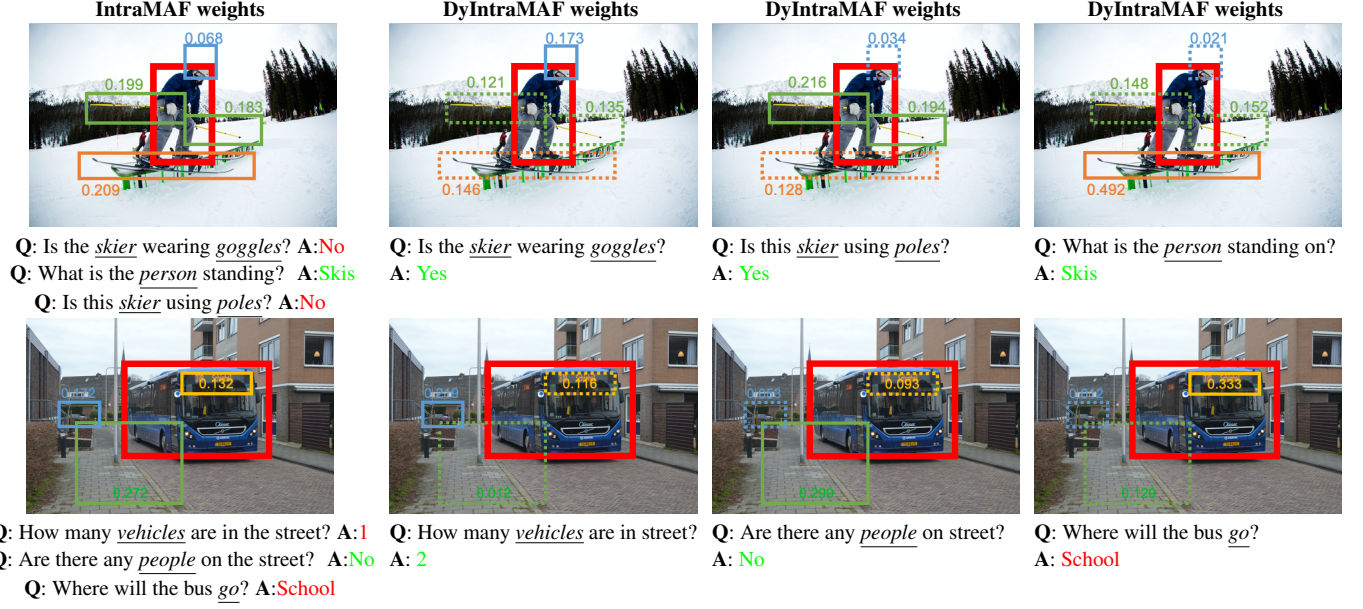 IntraMAF weights DyIntraMAF weights DyIntraMAF weights DyIntraMAF weights
0.068 0.173 0.034 0.021
0.199 0.121 0.216 0.148
0.183 0.135 0.194 0.152
0.209 0.146 0.128 0.492
Q: Is the skier wearing goggles? A:No
Q: What is the person standing? A:Skis
Q: Is this skier using poles? A:No
Q: Is the skier wearing goggles?
A: Yes
Q: Is this skier using poles?
A: Yes
Q: What is the person standing on?
A: Skis
0.132 0.116 0.093 0.333
0.272 0.012 0.299 0.129
Q: How many vehicles are in the street? A:1
Q: Are there any people on the street? A:No
Q: Where will the bus go? A:School
Q: How many vehicles are in street?
A: 2
Q: Are there any people on street?
A: No
Q: Where will the bus go?
A: School